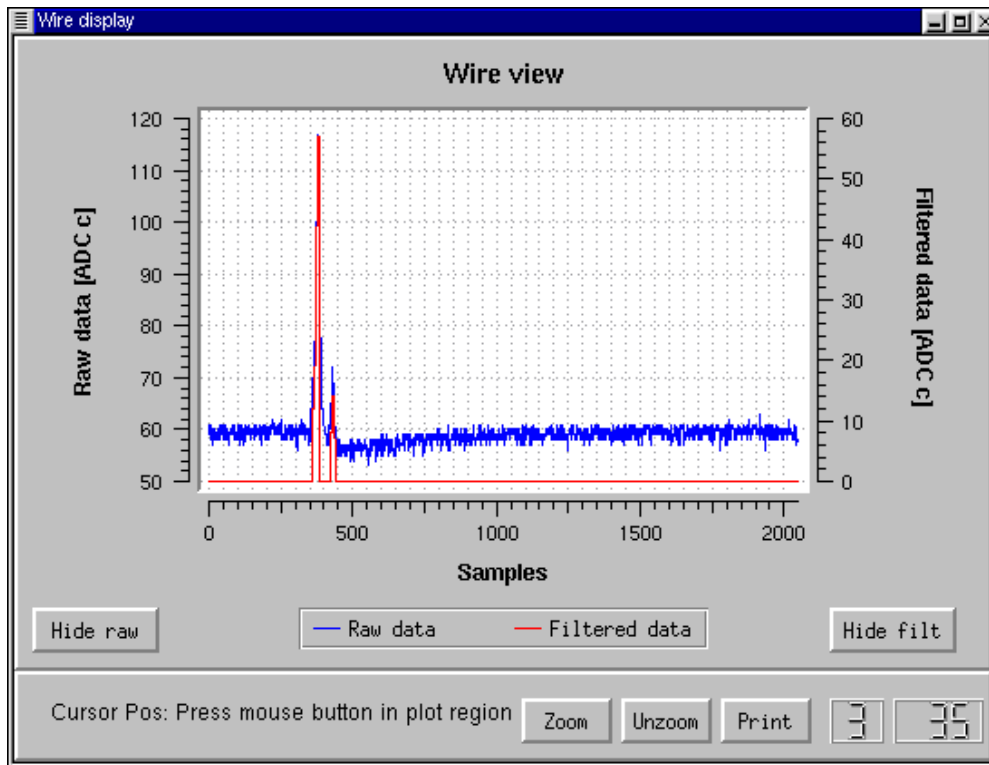 Wire display
Wire view
120
110
100
90
80
70
60
50
Raw data [ADC c]
60
50
40
30
20
10
0
Filtered data [ADC c]
0 500 1000 1500 2000
Samples
Hide raw
Raw data Filtered data
Hide filt
Cursor Pos: Press mouse button in plot region Zoom Unzoom Print 3 35